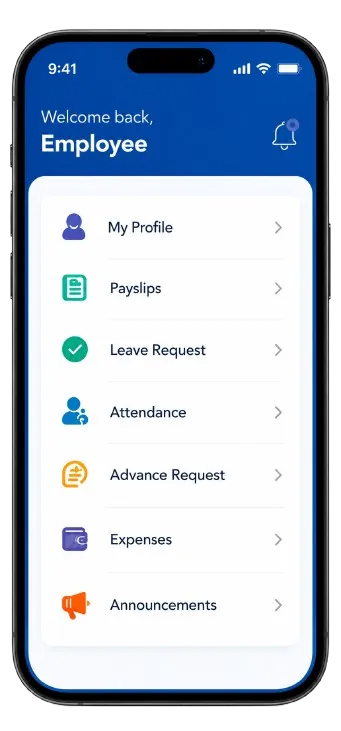 9:41
Welcome back,
Employee
My Profile
Payslips
Leave Request
Attendance
Advance Request
Expenses
Announcements